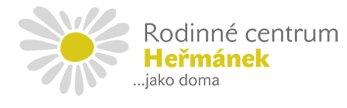 Rodinné centrum
Heřmánek
...jako doma